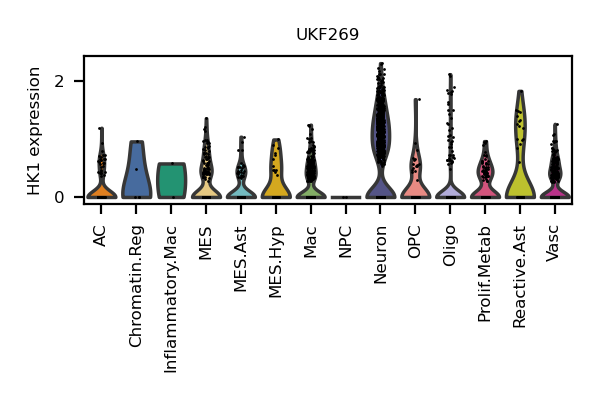 UKF269
HK1 expression
2
0
AC
Chromatin.Reg
Inflammatory.Mac
MES
MES.Ast
MES.Hyp
Mac
NPC
Neuron
OPC
Oligo
Prolif.Metab
Reactive.Ast
Vasc